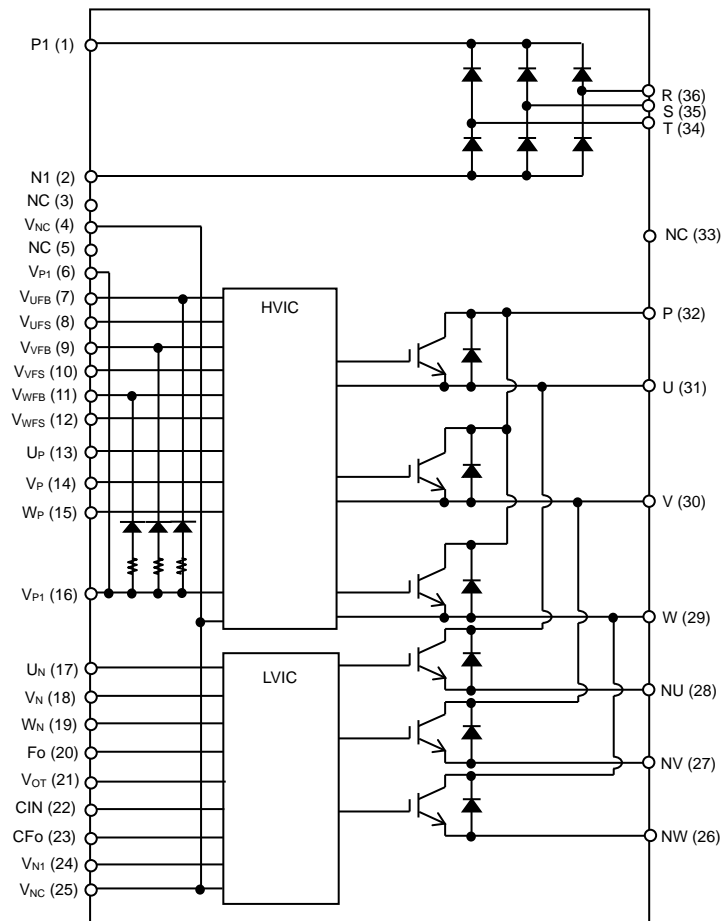 P1 (1)
N1 (2)
NC (3)
VNC (4)
NC (5)
VP1 (6)
VUFB (7)
VUFS (8)
VVFB (9)
VVFS (10)
VWFB (11)
VWFS (12)
UP (13)
VP (14)
WP (15)
VP1 (16)
UN (17)
VN (18)
WN (19)
Fo (20)
VOT (21)
CIN (22)
CFo (23)
VN1 (24)
VNC (25)
HVIC
LVIC
R (36)
S (35)
T (34)
NC (33)
P (32)
U (31)
V (30)
W (29)
NU (28)
NV (27)
NW (26)